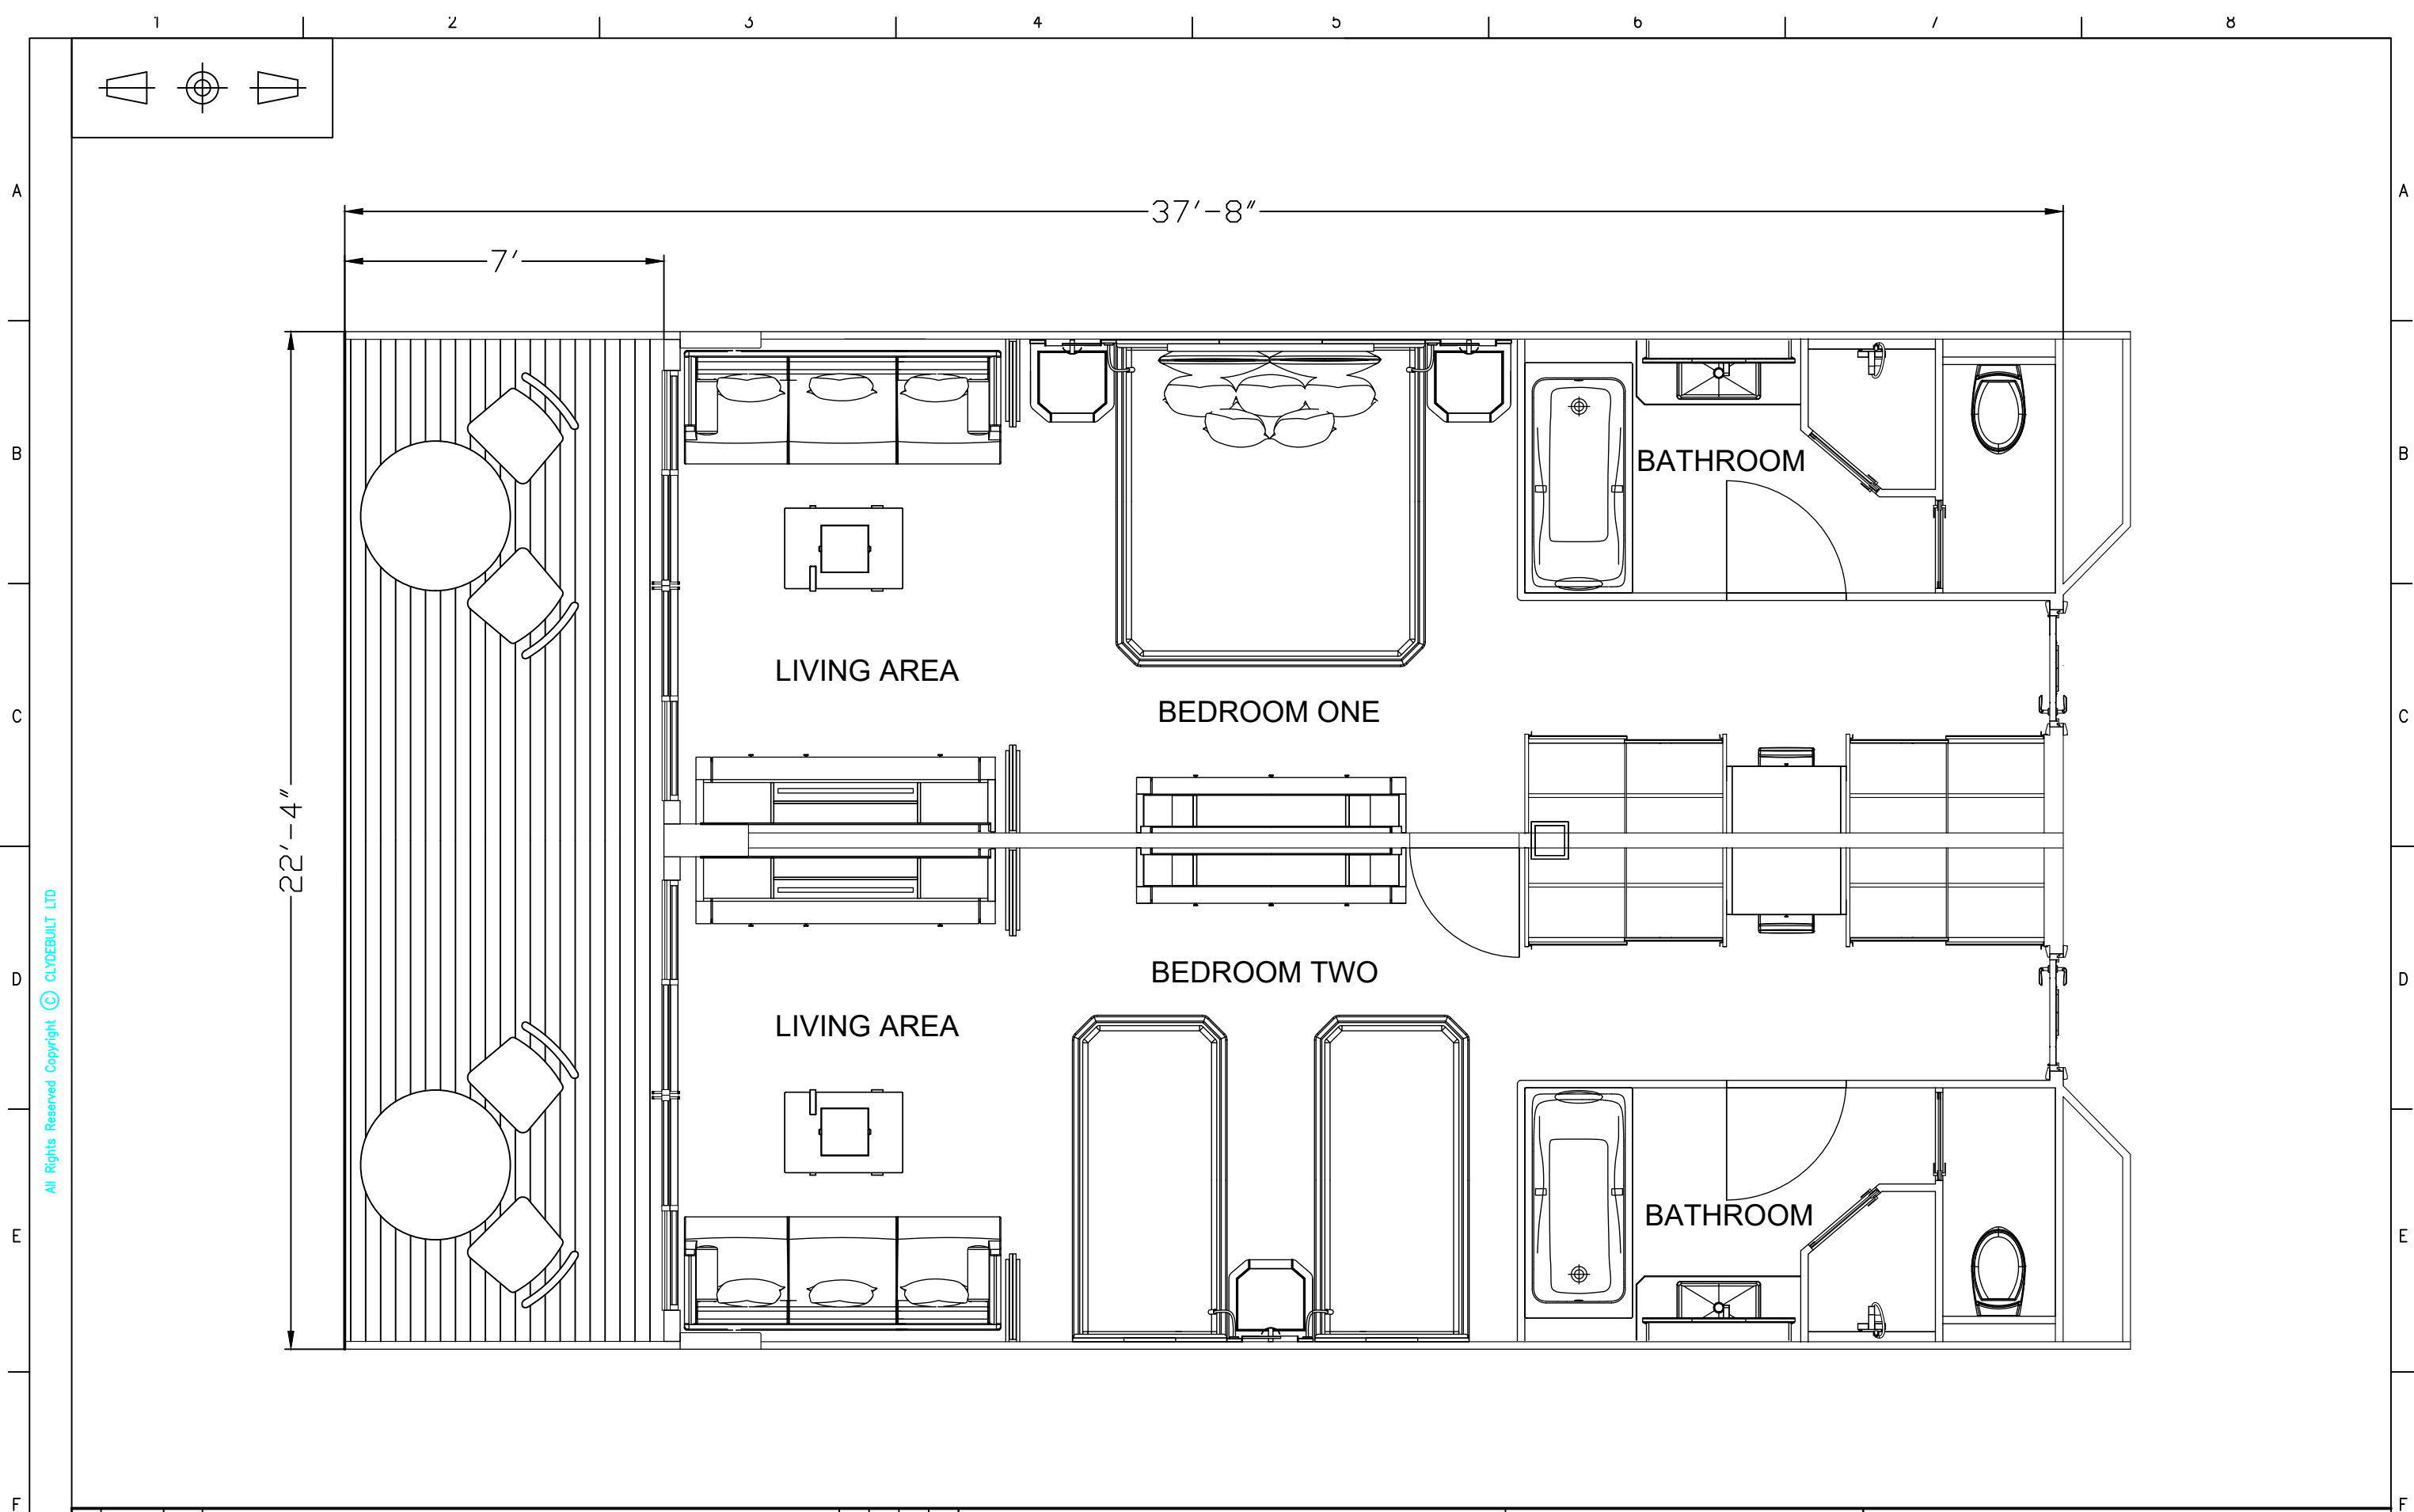 1 2 3 4 5 6 7 8
A A
37'-8"
7'
B B
BATHROOM
LIVING AREA
BEDROOM ONE
C C
22'-4"
BEDROOM TWO
D D
LIVING AREA
All Rights Reserved Copyright © CLYDEBUILT LTD
BATHROOM
E E
F F